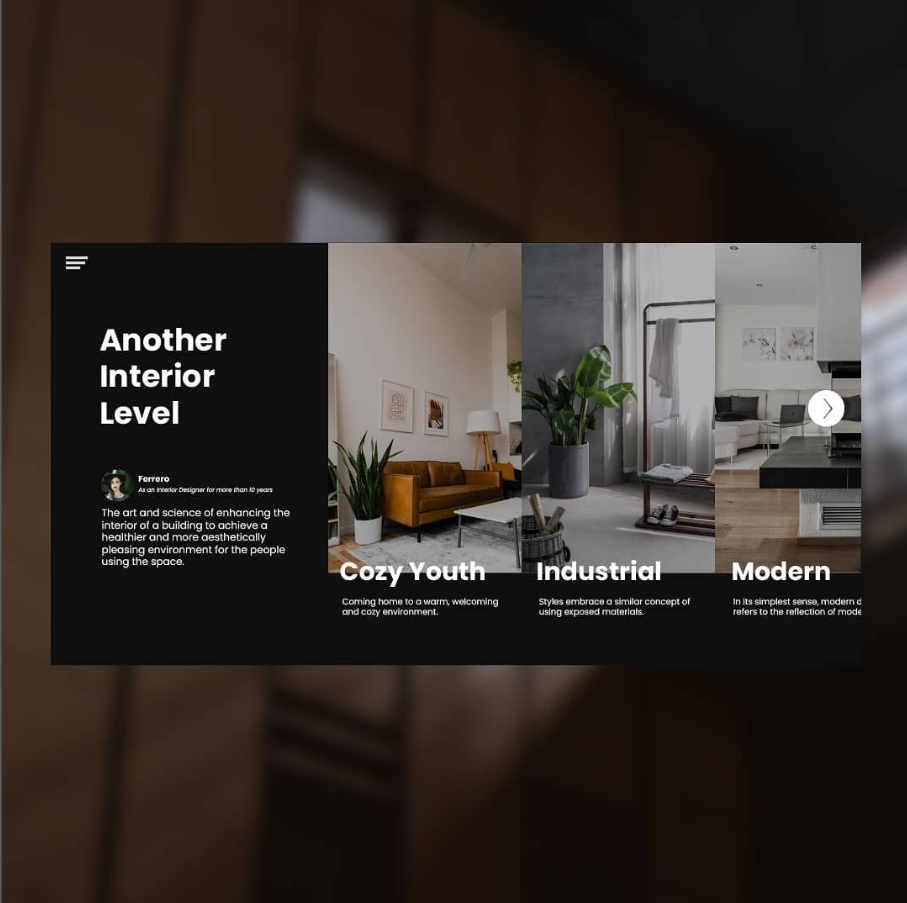 Another
Interior
Level
Ferrero
As an Interior Designer for more than 10 years
The art and science of enhancing the
interior of a building to achieve a
healthier and more aesthetically
pleasing environment for the people
using the space.
Cozy Youth
Coming home to a warm, welcoming
and cozy environment.
Industrial
Styles embrace a similar concept of
using exposed materials.
Modern
In its simplest sense, modern d
refers to the reflection of mode